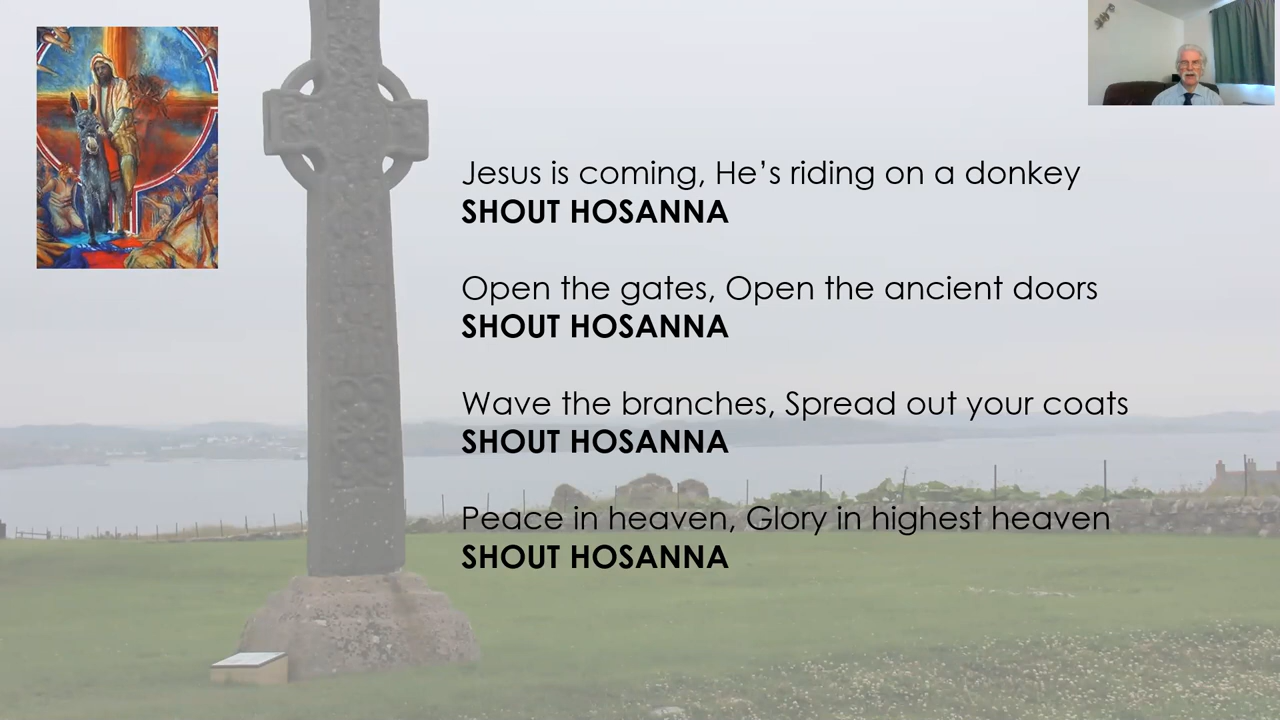 Jesus is coming, He’s riding on a donkey
SHOUT HOSANNA
Open the gates, Open the ancient doors
SHOUT HOSANNA
Wave the branches, Spread out your coats
SHOUT HOSANNA
Peace in heaven, Glory in highest heaven
SHOUT HOSANNA